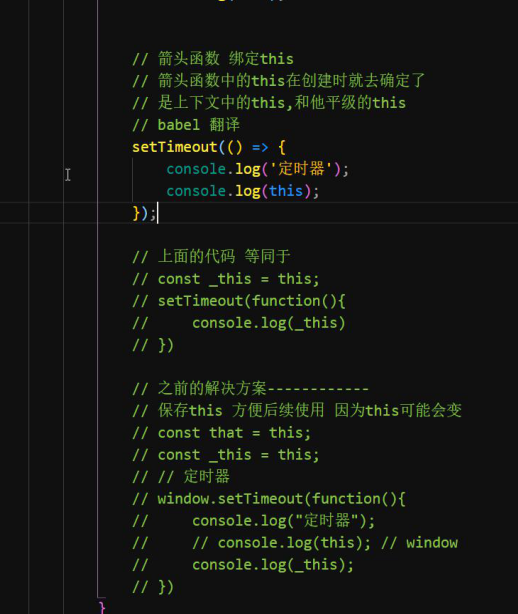 // 箭头函数 绑定this
// 箭头函数中的this在创建时就去确定了
// 是上下文中的this,和他平级的this
// babel 翻译
setTimeout(() => {
console.log('定时器');
console.log(this);
});
// 上面的代码 等同于
// const _this = this;
// setTimeout(function(){
//     console.log(_this)
// })
// 之前的解决方案------------
// 保存this 方便后续使用 因为this可能会变
// const that = this;
// const _this = this;
// // 定时器
// window.setTimeout(function(){
//     console.log("定时器");
//     // console.log(this); // window
//     console.log(_this);
// })
}